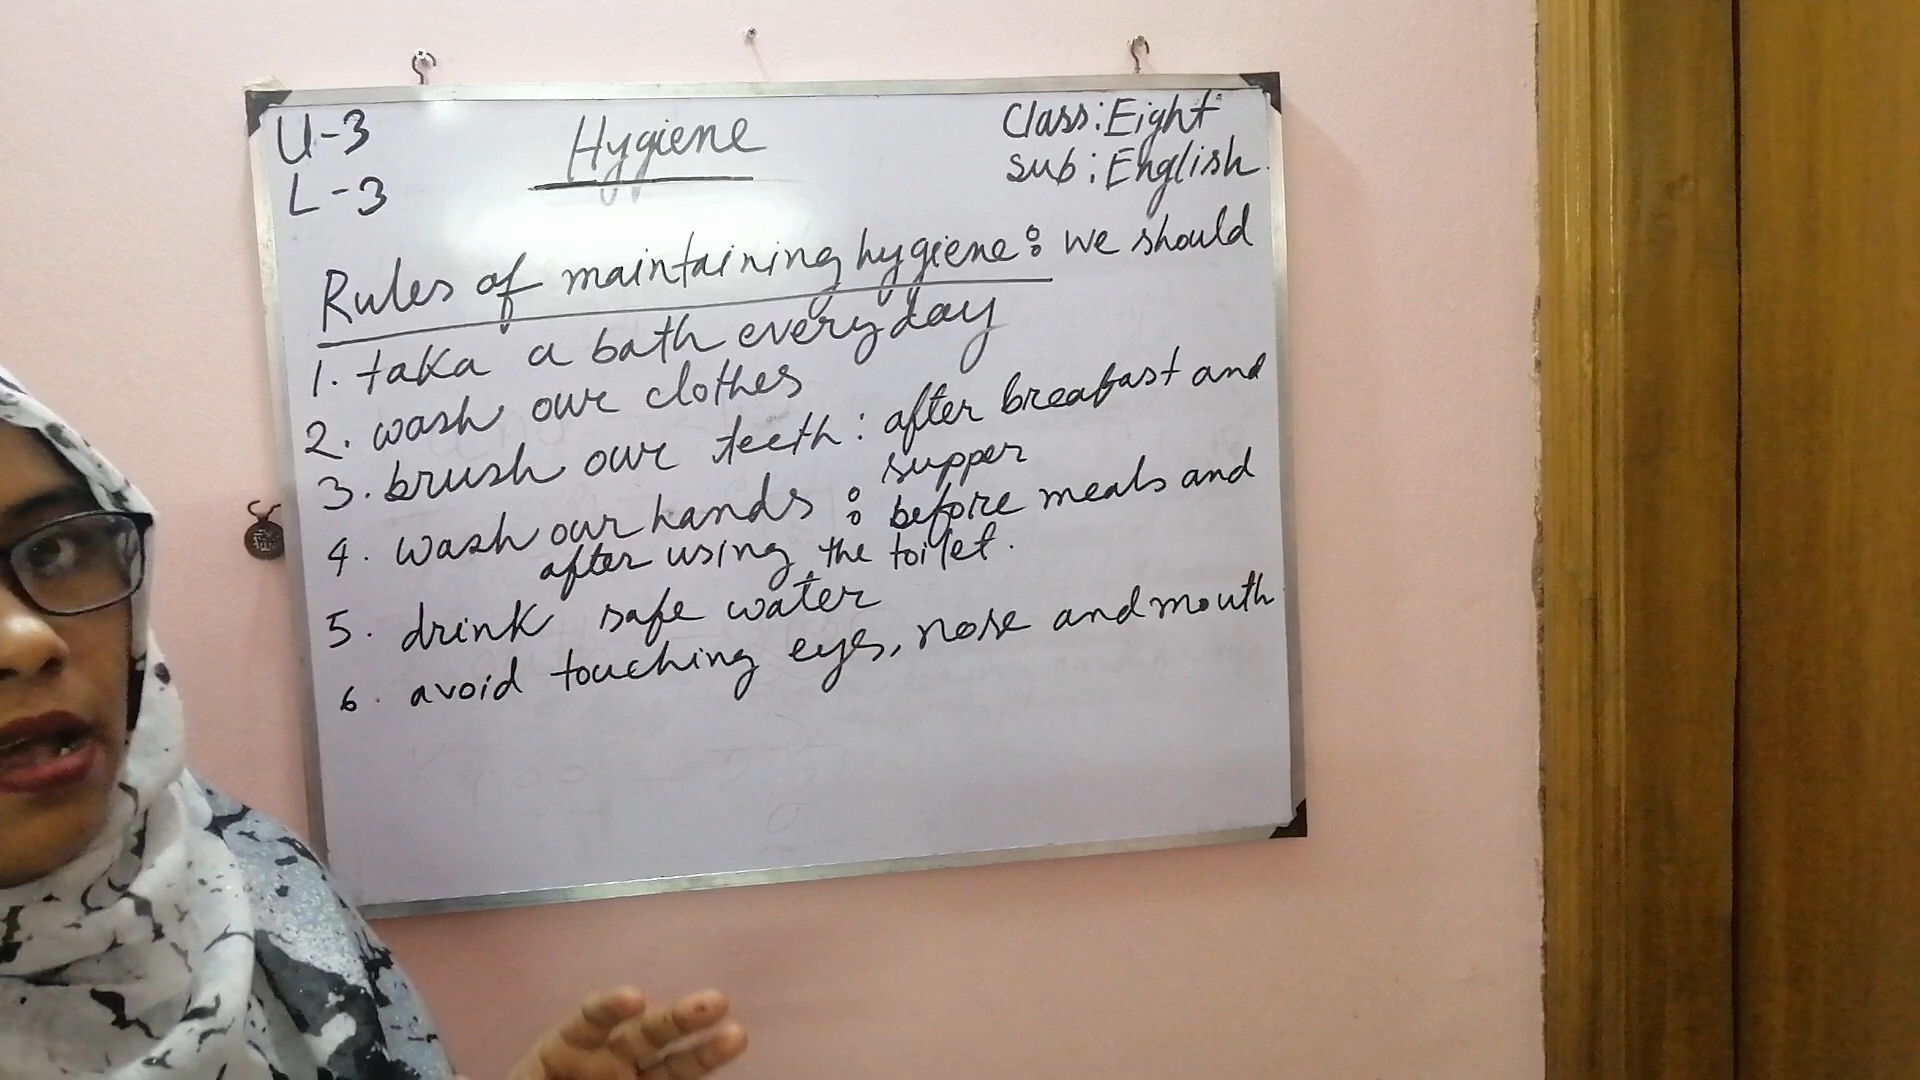 U-3
L-3
Hygiene
Class: Eight
Sub: English
Rules of maintaining hygiene: we should
1. taka a bath everyday
2. wash our clothes
3. brush our teeth: after breafast and
supper
4. wash our hands: before meals and
after using the toilet.
5. drink safe water
6. avoid touching eyes, nose and mouth